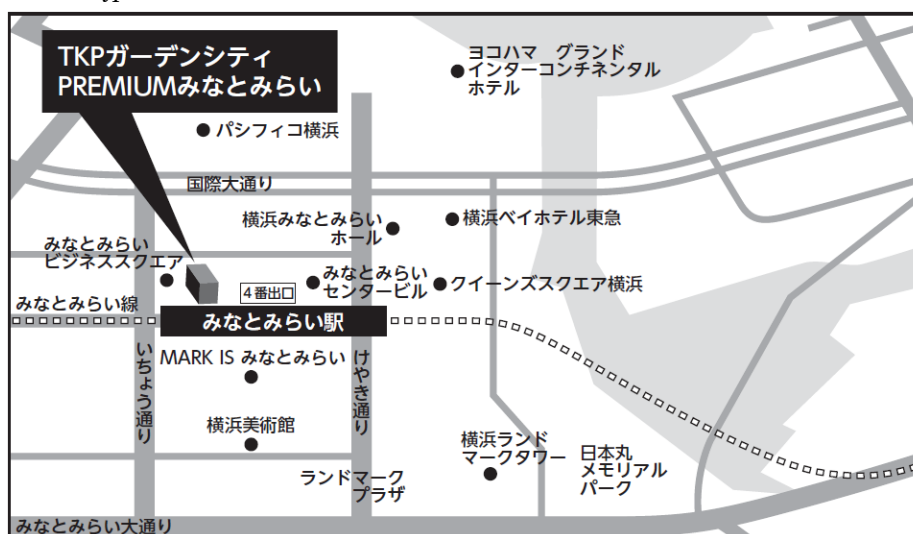 TKPガーデンシティ
PREMIUMみなとみらい
ヨコハマ　グランド
インターコンチネンタル
ホテル
パシフィコ横浜
国際大通り
横浜みなとみらい
ホール
横浜ベイホテル東急
みなとみらい
ビジネススクエア
みなとみらい
センタービル
クイーンズスクエア横浜
4番出口
みなとみらい線
みなとみらい駅
いちょう通り
MARK IS みなとみらい
けやき通り
横浜美術館
横浜ランド
マークタワー
日本丸
メモリアル
パーク
ランドマーク
プラザ
みなとみらい大通り